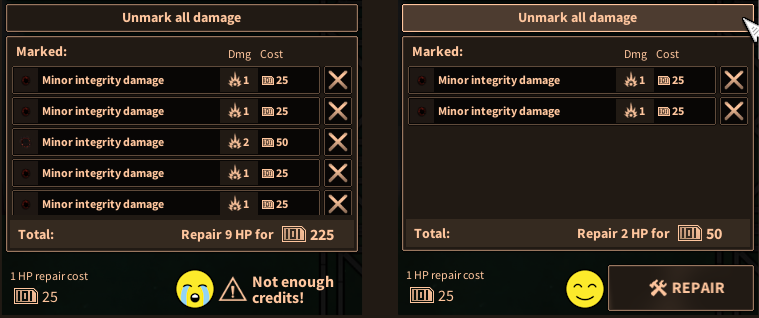 Unmark all damage
Marked:
Dmg Cost
Minor integrity damage 1 25
Minor integrity damage 1 25
Minor integrity damage 2 50
Minor integrity damage 1 25
Minor integrity damage 1 25
Total: Repair 9 HP for 225
1 HP repair cost
25
Not enough
credits!
Unmark all damage
Marked:
Dmg Cost
Minor integrity damage 1 25
Minor integrity damage 1 25
Total: Repair 2 HP for 50
1 HP repair cost
25
REPAIR